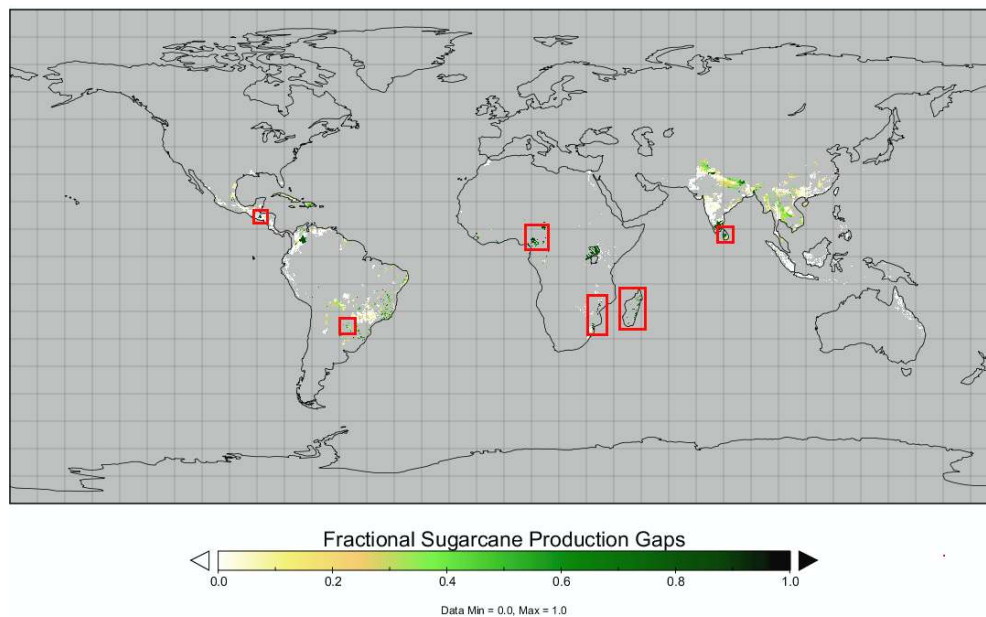 Fractional Sugarcane Production Gaps
0.0 0.2 0.4 0.6 0.8 1.0
Data Min = 0.0, Max = 1.0